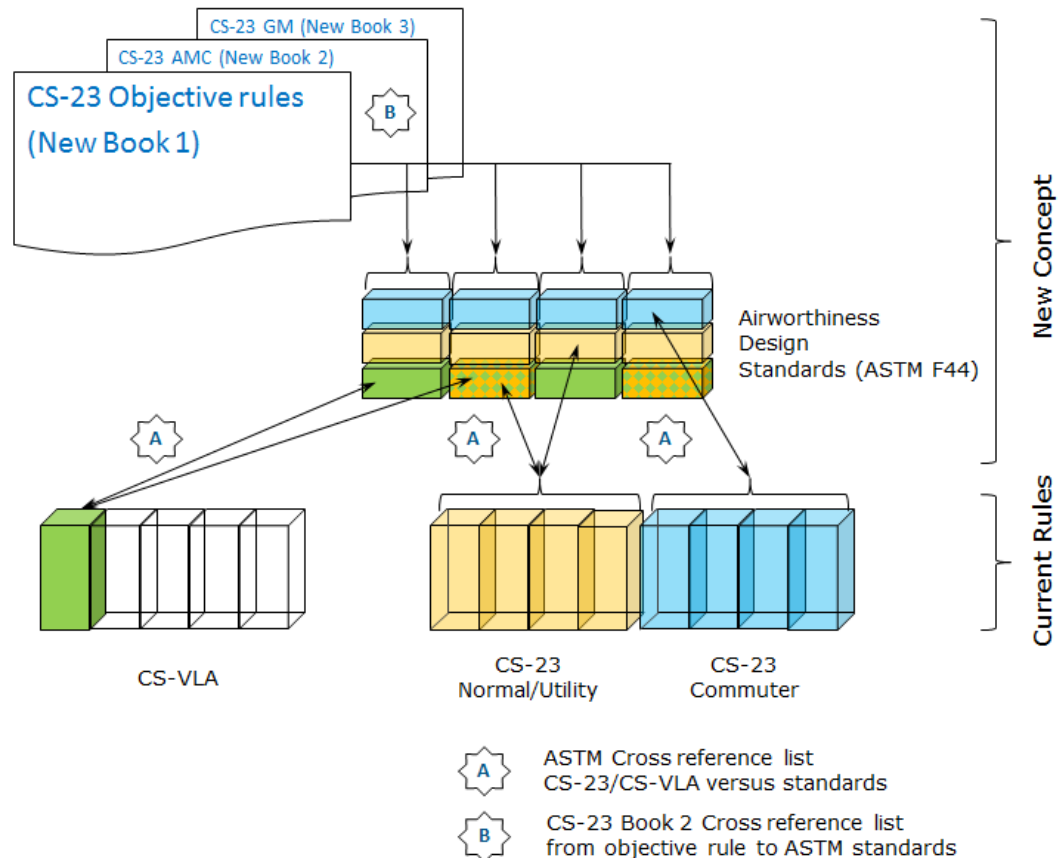 CS-23 GM (New Book 3)
CS-23 AMC (New Book 2)
CS-23 Objective rules
(New Book 1)
B
New Concept
Airworthiness
Design
Standards (ASTM F44)
A
A
A
Current Rules
CS-VLA
CS-23
Normal/Utility
CS-23
Commuter
A
ASTM Cross reference list
CS-23/CS-VLA versus standards
B
CS-23 Book 2 Cross reference list
from objective rule to ASTM standards